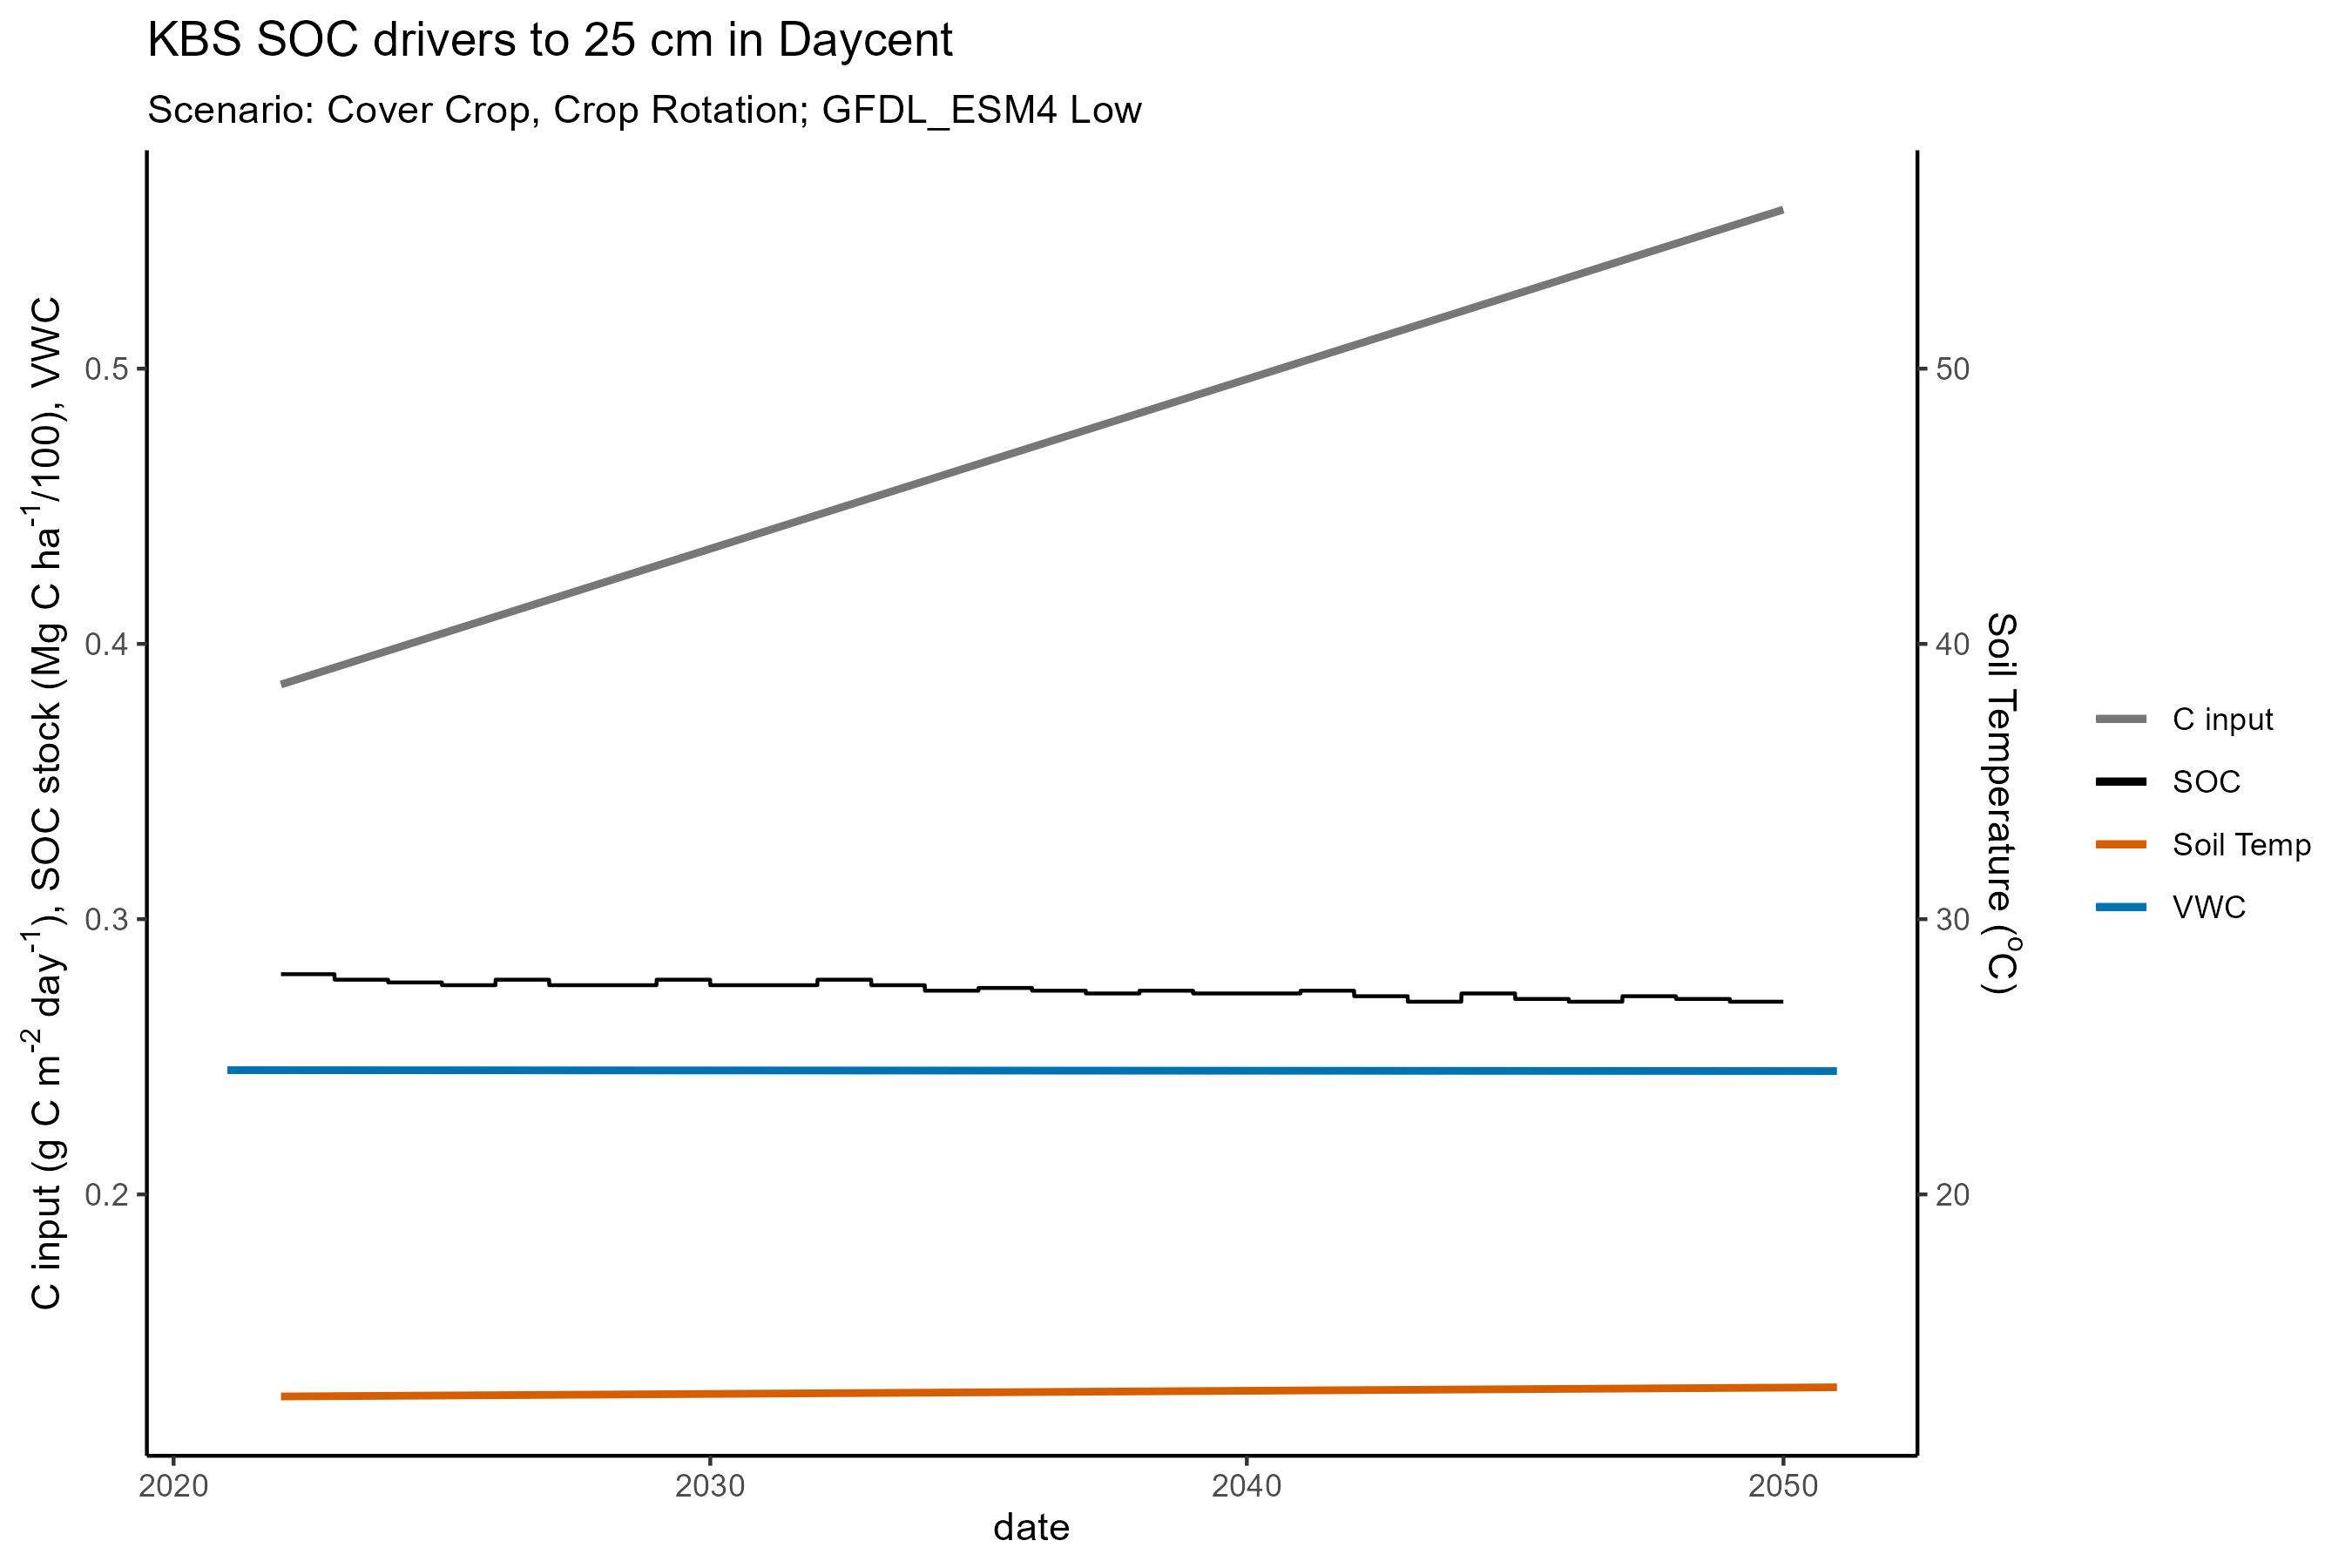 KBS SOC drivers to 25 cm in Daycent
Scenario: Cover Crop, Crop Rotation; GFDL_ESM4 Low
C input (g C m⁻² day⁻¹), SOC stock (Mg C ha⁻¹/100), VWC
0.5
0.4
0.3
0.2
50
40
30
20
Soil Temperature (ºC)
C input
SOC
Soil Temp
VWC
2020
2030
2040
2050
date